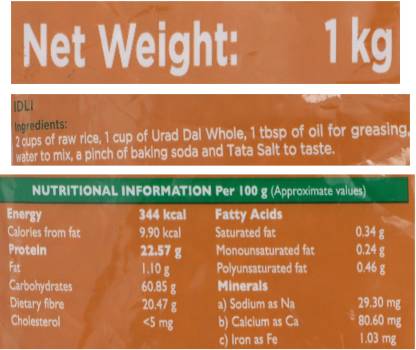 Net Weight: 1 kg
IDLI
Ingredients:
2 cups of raw rice, 1 cup of Urad Dal Whole, 1 tbsp of oil for greasing,
water to mix, a pinch of baking soda and Tata Salt to taste.
NUTRITIONAL INFORMATION Per 100 g (Approximate values)
Energy 344 kcal Fatty Acids
Calories from fat 9.90 kcal Saturated fat 0.34 g
Protein 22.57 g Monounsaturated fat 0.24 g
Fat 1.10 g Polyunsaturated fat 0.46 g
Carbohydrates 60.85 g Minerals
Dietary fibre 20.47 g a) Sodium as Na 29.30 mg
Cholesterol <5 mg b) Calcium as Ca 80.60 mg
c) Iron as Fe 1.03 mg